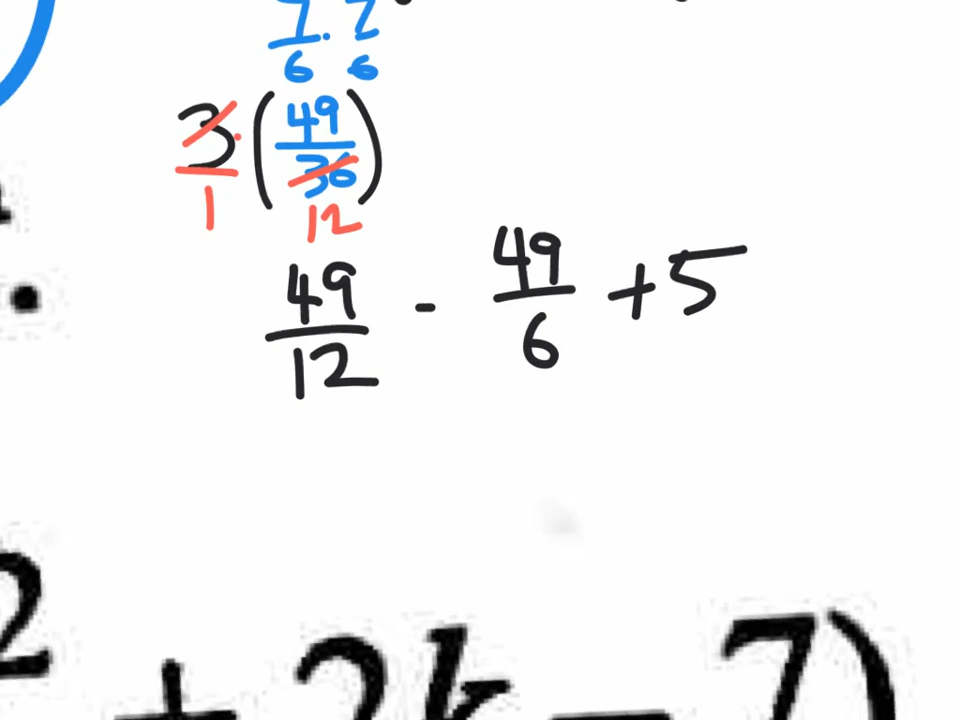 7/6 · 7/6
3/1 · (49/36) 12
49/12 - 49/6 + 5
2 + 2k - 7)